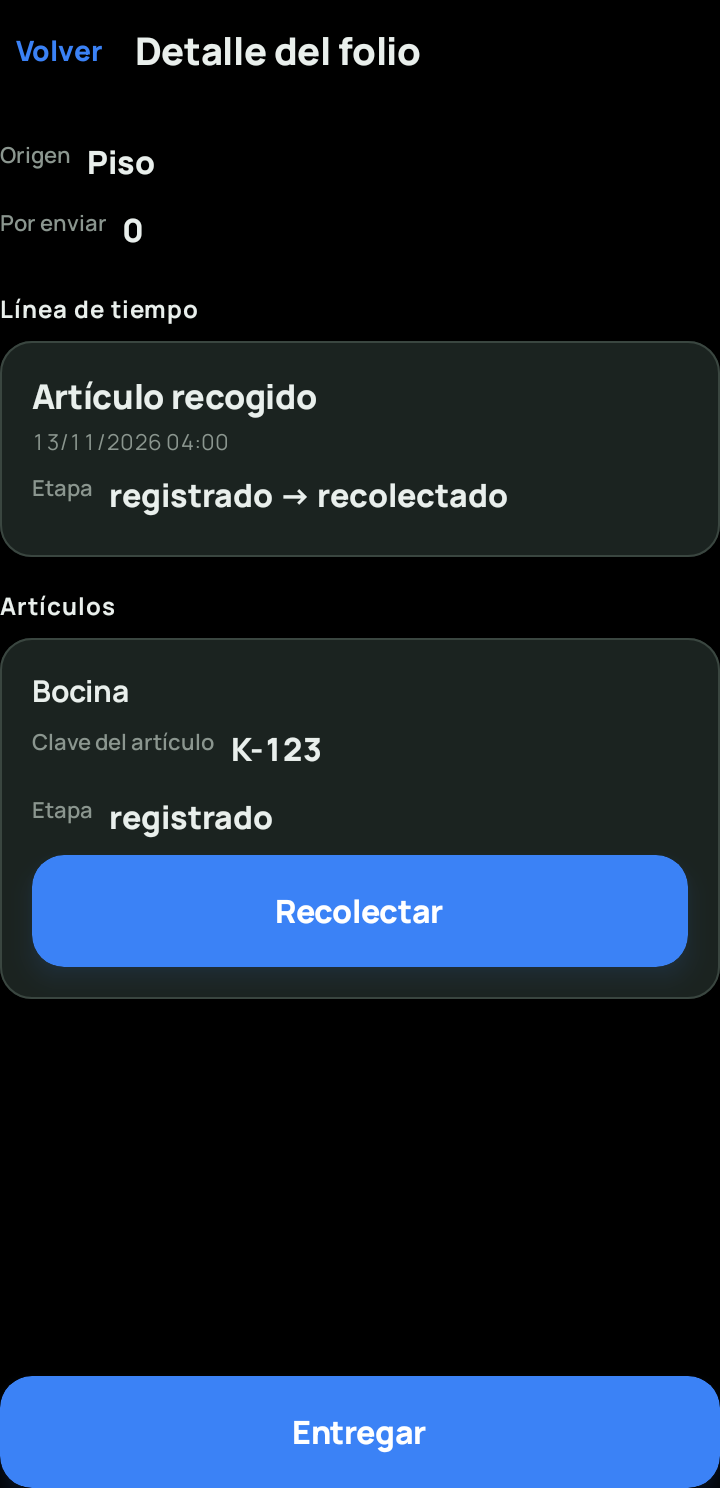 Volver Detalle del folio
Origen Piso
Por enviar 0
Línea de tiempo
Artículo recogido
13/11/2026 04:00
Etapa registrado → recolectado
Artículos
Bocina
Clave del artículo K-123
Etapa registrado
Recolectar
Entregar